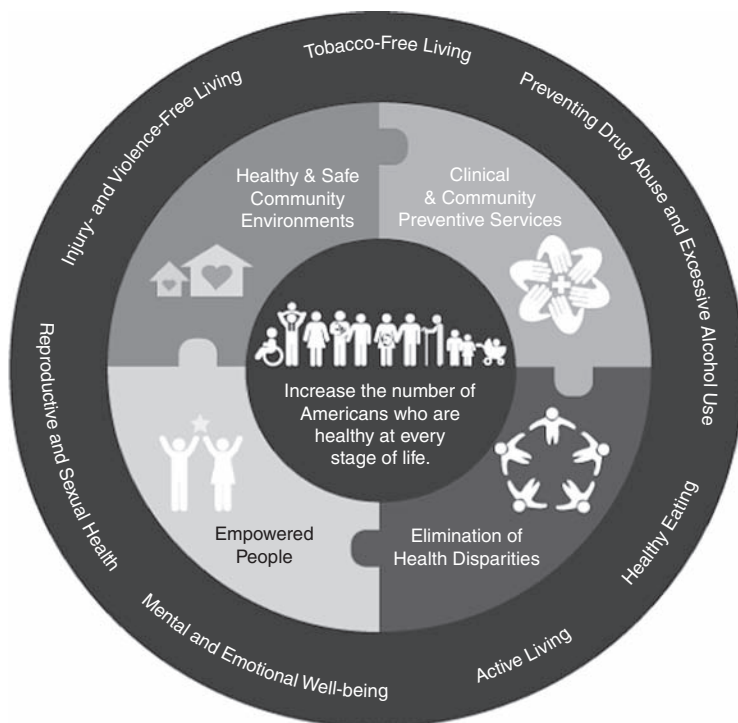 Tobacco-Free Living
Preventing Drug Abuse and Excessive Alcohol Use
Healthy Eating
Active Living
Mental and Emotional Well-being
Reproductive and Sexual Health
Injury- and Violence-Free Living
Healthy & Safe
Community
Environments
Clinical
& Community
Preventive Services
Increase the number of
Americans who are
healthy at every
stage of life.
Empowered
People
Elimination of
Health Disparities